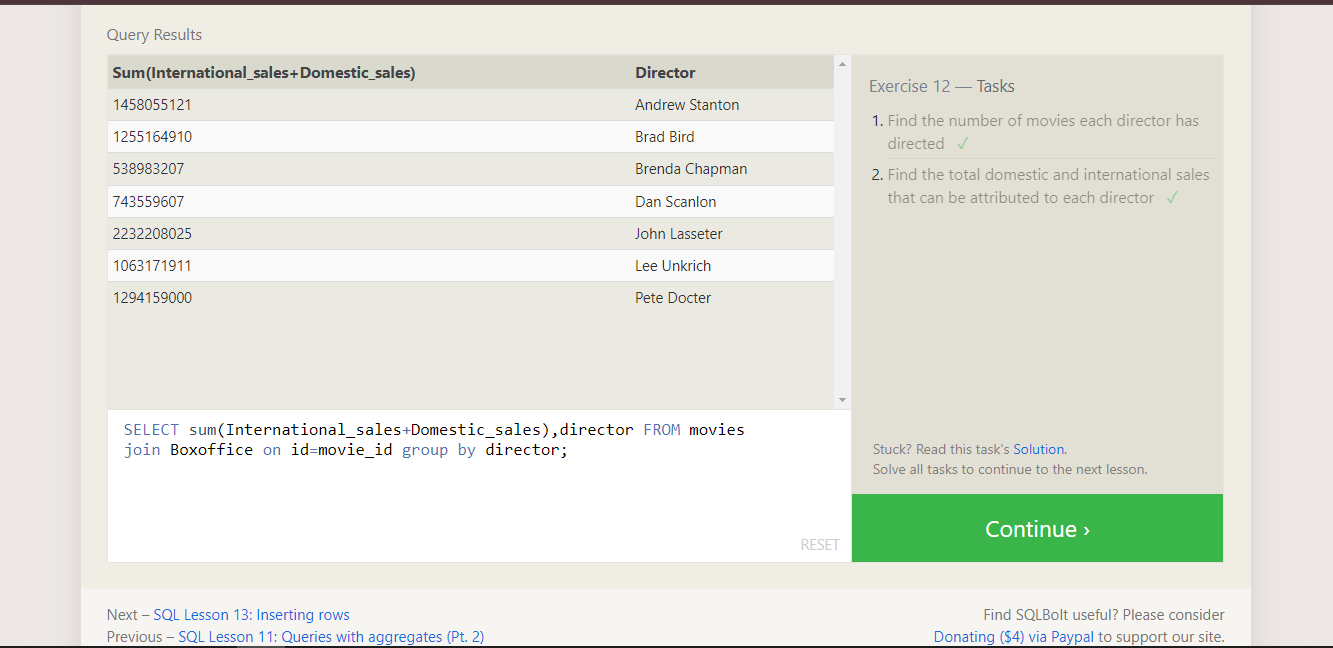 Query Results
Sum(International_sales+Domestic_sales) Director
1458055121 Andrew Stanton
1255164910 Brad Bird
538983207 Brenda Chapman
743559607 Dan Scanlon
2232208025 John Lasseter
1063171911 Lee Unkrich
1294159000 Pete Docter
SELECT sum(International_sales+Domestic_sales),director FROM movies
join Boxoffice on id=movie_id group by director;
RESET
Exercise 12 — Tasks
1. Find the number of movies each director has
directed ✓
2. Find the total domestic and international sales
that can be attributed to each director ✓
Stuck? Read this task's Solution.
Solve all tasks to continue to the next lesson.
Continue ›
Next – SQL Lesson 13: Inserting rows
Previous – SQL Lesson 11: Queries with aggregates (Pt. 2)
Find SQLBolt useful? Please consider
Donating ($4) via Paypal to support our site.